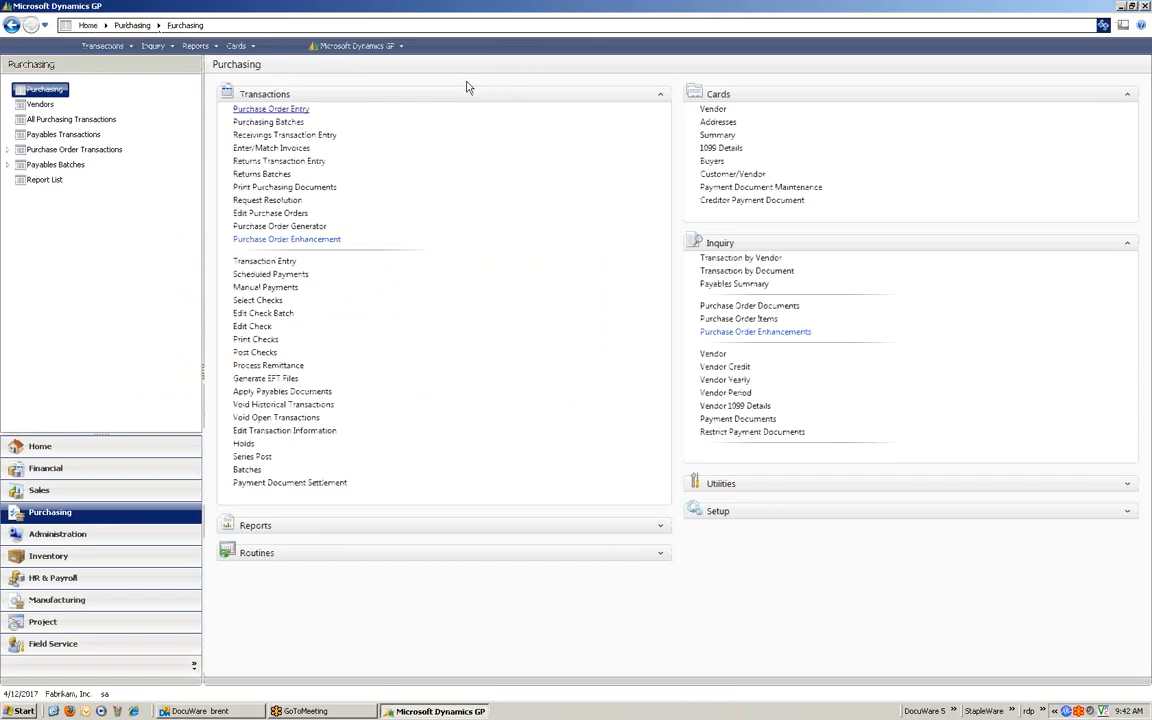 Microsoft Dynamics GP
Home Purchasing Purchasing
Transactions Inquiry Reports Cards Microsoft Dynamics GP
Purchasing
Purchasing
Vendors
All Purchasing Transactions
Payables Transactions
Purchase Order Transactions
Payables Batches
Report List
Home
Financial
Sales
Purchasing
Administration
Inventory
HR & Payroll
Manufacturing
Project
Field Service
Purchasing
Transactions
Purchase Order Entry
Purchasing Batches
Receivings Transaction Entry
Enter/Match Invoices
Returns Transaction Entry
Returns Batches
Print Purchasing Documents
Request Resolution
Edit Purchase Orders
Purchase Order Generator
Purchase Order Enhancement
Transaction Entry
Scheduled Payments
Manual Payments
Select Checks
Edit Check Batch
Edit Check
Print Checks
Post Checks
Process Remittance
Generate EFT Files
Apply Payables Documents
Void Historical Transactions
Void Open Transactions
Edit Transaction Information
Holds
Series Post
Batches
Payment Document Settlement
Reports
Routines
Cards
Vendor
Addresses
Summary
1099 Details
Buyers
Customer/Vendor
Payment Document Maintenance
Creditor Payment Document
Inquiry
Transaction by Vendor
Transaction by Document
Payables Summary
Purchase Order Documents
Purchase Order Items
Purchase Order Enhancements
Vendor
Vendor Credit
Vendor Yearly
Vendor Period
Vendor 1099 Details
Payment Documents
Restrict Payment Documents
Utilities
Setup
4/12/2017 Fabrikam, Inc. sa
Start DocuWare brent GoToMeeting Microsoft Dynamics GP DocuWare 5 » StapleWare » rdp » « 9:42 AM